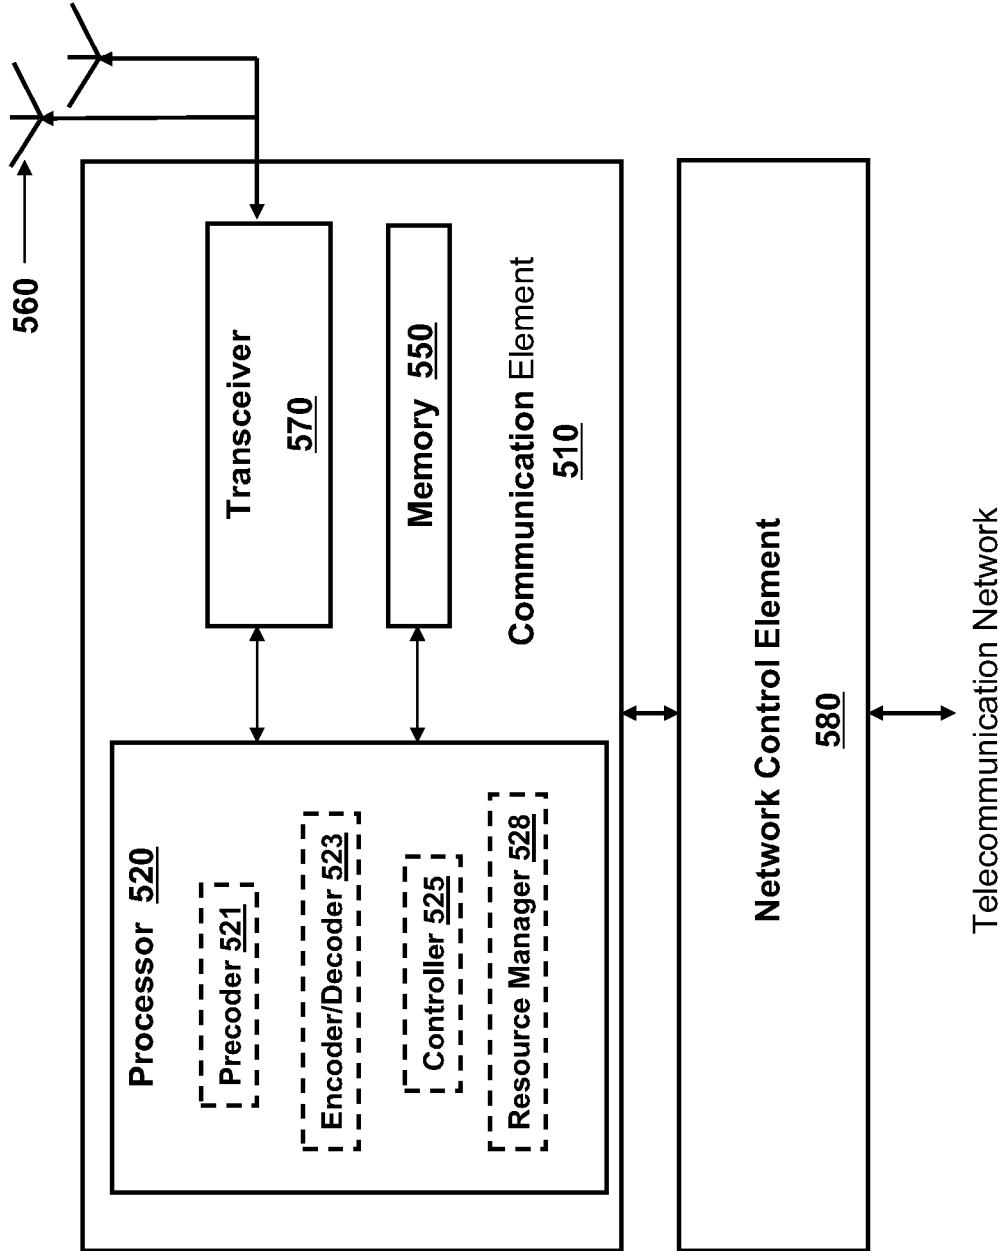 Processor 520
Precoder 521
Encoder/Decoder 523
Controller 525
Resource Manager 528
Transceiver
570
Memory 550
560
Communication Element
510
Network Control Element
580
Telecommunication Network